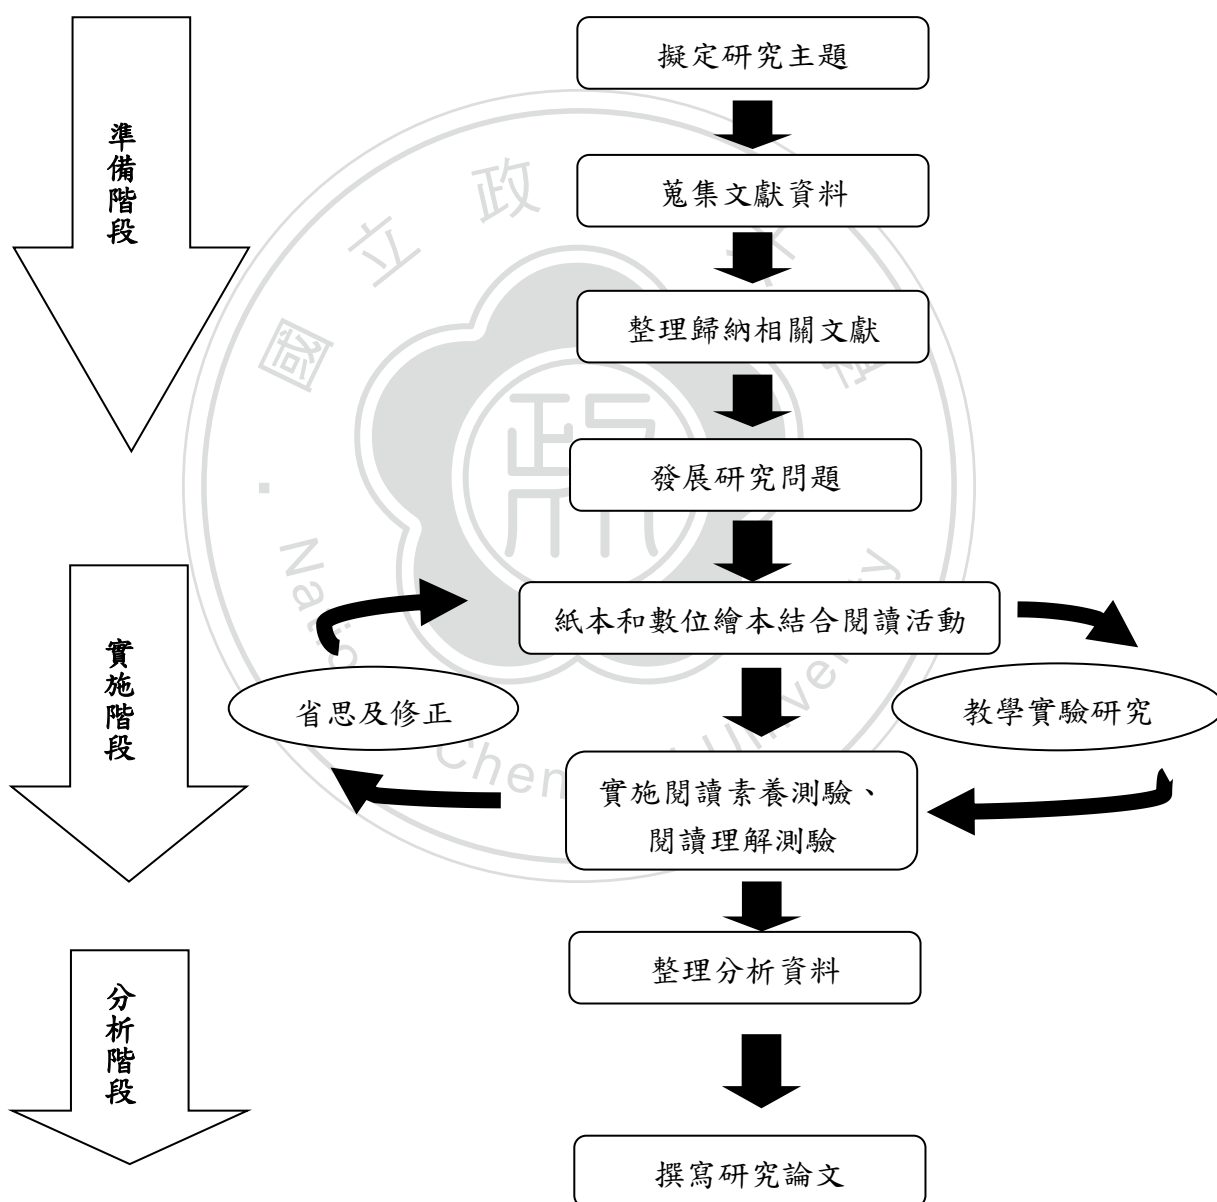 準備階段
擬定研究主題
蒐集文獻資料
整理歸納相關文獻
發展研究問題
實施階段
紙本和數位繪本結合閱讀活動
省思及修正
教學實驗研究
實施閱讀素養測驗、
閱讀理解測驗
分析階段
整理分析資料
撰寫研究論文
國立政